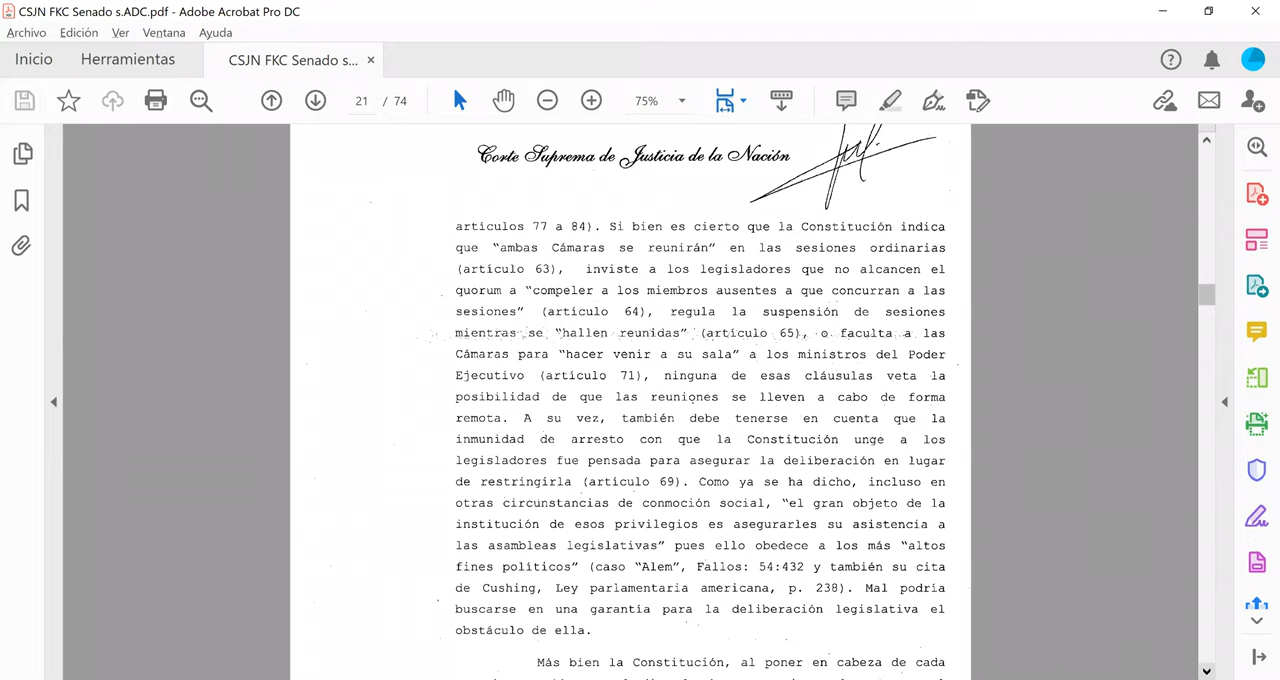 CSJN FKC Senado s.ADC.pdf - Adobe Acrobat Pro DC
Archivo Edición Ver Ventana Ayuda
Inicio Herramientas CSJN FKC Senado s... ×
21 / 74 75%
Corte Suprema de Justicia de la Nación
artículos 77 a 84). Si bien es cierto que la Constitución indica
que “ambas Cámaras se reunirán” en las sesiones ordinarias
(artículo 63), inviste a los legisladores que no alcancen el
quorum a “compeler a los miembros ausentes a que concurran a las
sesiones” (artículo 64), regula la suspensión de sesiones
mientras se “hallen reunidas” (artículo 65), o faculta a las
Cámaras para “hacer venir a su sala” a los ministros del Poder
Ejecutivo (artículo 71), ninguna de esas cláusulas veta la
posibilidad de que las reuniones se lleven a cabo de forma
remota. A su vez, también debe tenerse en cuenta que la
inmunidad de arresto con que la Constitución unge a los
legisladores fue pensada para asegurar la deliberación en lugar
de restringirla (artículo 69). Como ya se ha dicho, incluso en
otras circunstancias de conmoción social, “el gran objeto de la
institución de esos privilegios es asegurarles su asistencia a
las asambleas legislativas” pues ello obedece a los más “altos
fines políticos” (caso “Alem”, Fallos: 54:432 y también su cita
de Cushing, Ley parlamentaria americana, p. 238). Mal podría
buscarse en una garantía para la deliberación legislativa el
obstáculo de ella.
Más bien la Constitución, al poner en cabeza de cada